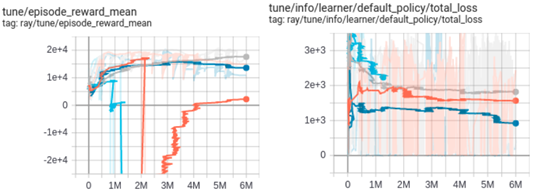 tune/episode_reward_mean
tag: ray/tune/episode_reward_mean
2e+4
1e+4
0
-1e+4
-2e+4
0 1M 2M 3M 4M 5M 6M
tune/info/learner/default_policy/total_loss
tag: ray/tune/info/learner/default_policy/total_loss
3e+3
2e+3
1e+3
0
0 1M 2M 3M 4M 5M 6M